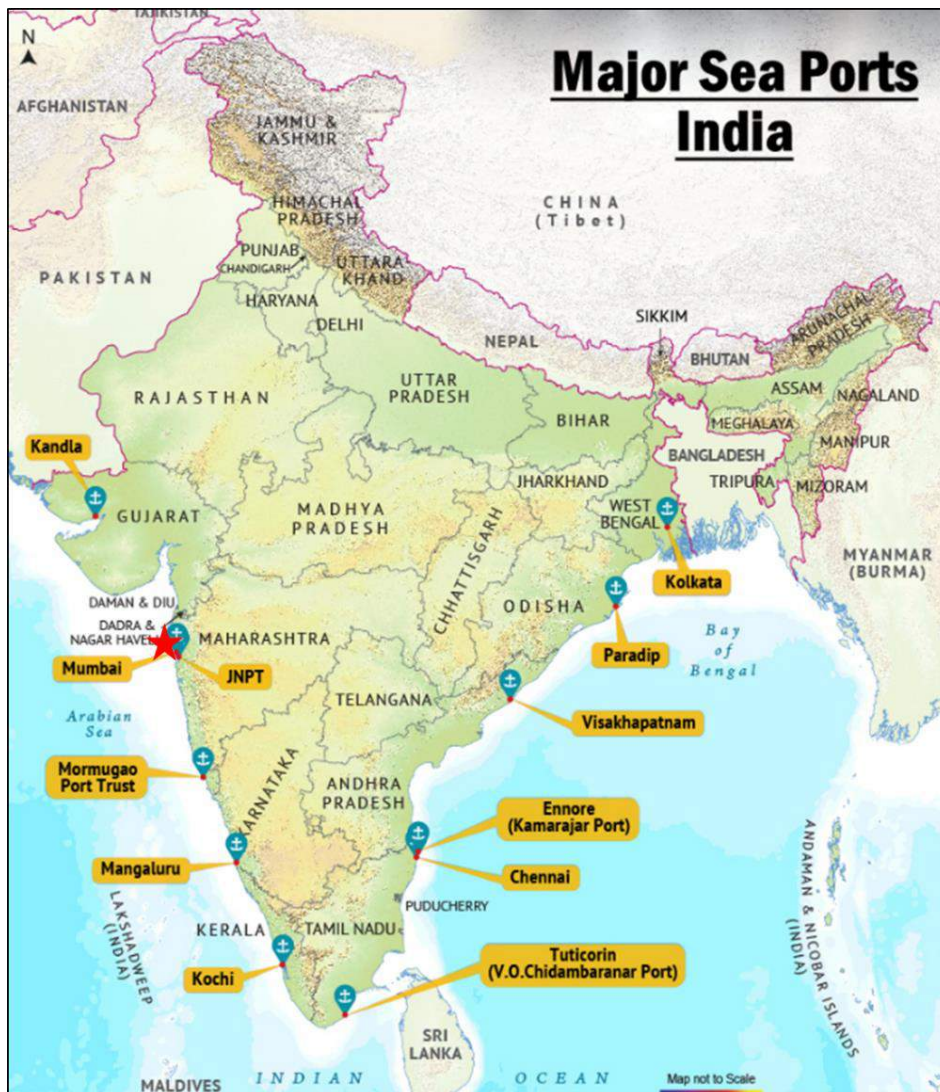 TAJIKISTAN
N
Major Sea Ports
India
AFGHANISTAN
JAMMU &
KASHMIR
CHINA
(Tibet)
HIMACHAL
PRADESH
PUNJAB
CHANDIGARH
UTTARA-
KHAND
PAKISTAN
HARYANA
DELHI
SIKKIM
ARUNACHAL
PRADESH
NEPAL
BHUTAN
RAJASTHAN
UTTAR
PRADESH
ASSAM
NAGALAND
BIHAR
MEGHALAYA
MANIPUR
Kandla
BANGLADESH
JHARKHAND
TRIPURA
MIZORAM
GUJARAT
MADHYA
PRADESH
WEST
BENGAL
CHHATTISGARH
MYANMAR
(BURMA)
Kolkata
DAMAN & DIU
ODISHA
DADRA &
NAGAR
MAHARASHTRA
Bay
of
Bengal
Paradip
Mumbai
JNPT
TELANGANA
Visakhapatnam
Arabian
Sea
Mormugao
Port Trust
KARNATAKA
ANDHRA
PRADESH
Ennore
(Kamarajar Port)
Mangaluru
Chennai
LAKSHADWEEP
(INDIA)
PUDUCHERRY
KERALA
TAMIL NADU
ANDAMAN & NICOBAR ISLANDS
(INDIA)
Kochi
Tuticorin
(V.O.Chidambaranar Port)
SRI
LANKA
MALDIVES
INDIAN OCEAN
Map not to Scale